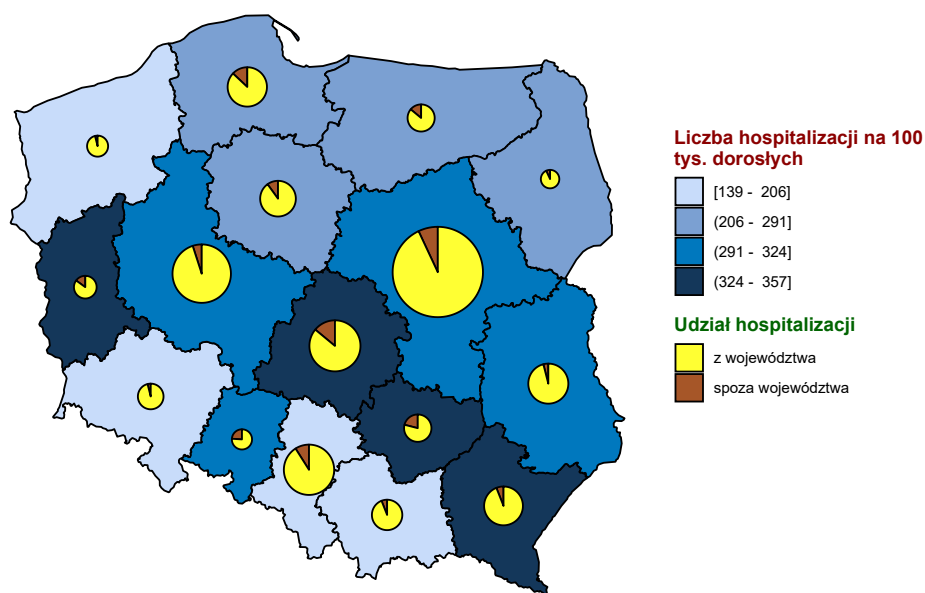 Liczba hospitalizacji na 100
tys. dorosłych
[139 - 206]
(206 - 291]
(291 - 324]
(324 - 357]
Udział hospitalizacji
z województwa
spoza województwa